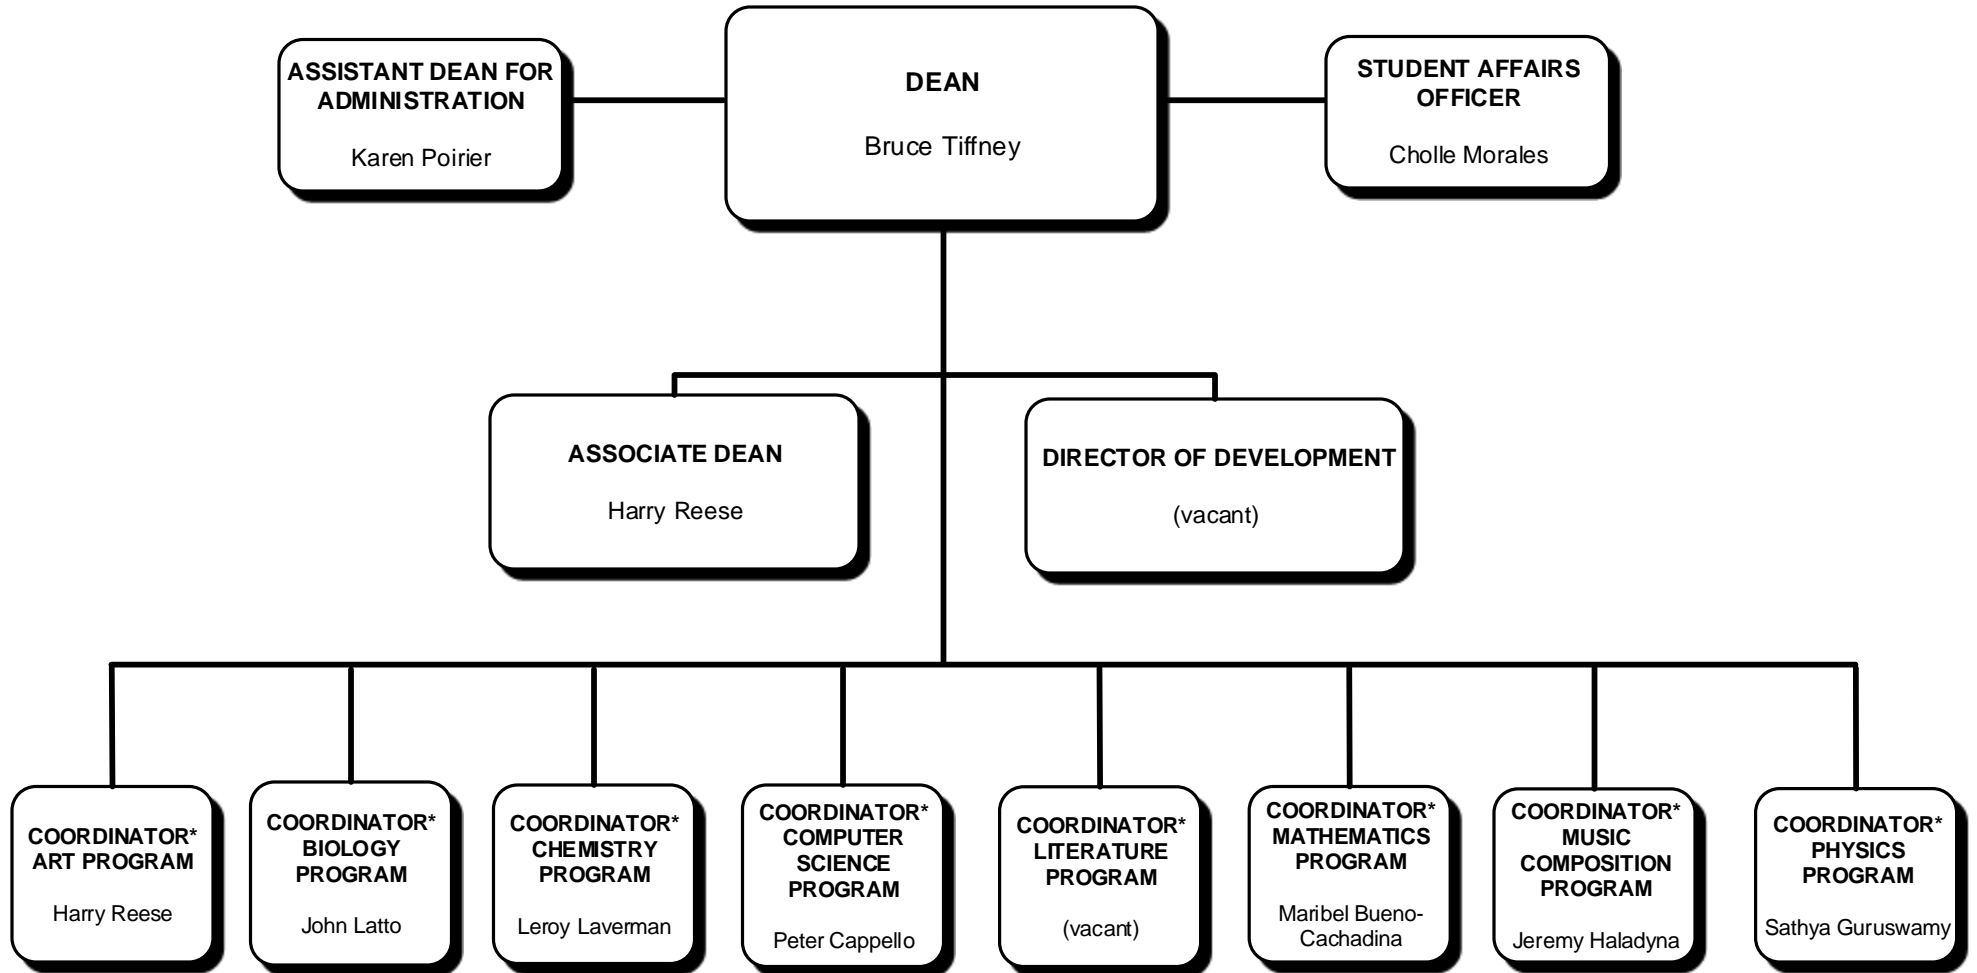 ASSISTANT DEAN FOR
ADMINISTRATION
Karen Poirier
DEAN
Bruce Tiffney
STUDENT AFFAIRS
OFFICER
Cholle Morales
ASSOCIATE DEAN
Harry Reese
DIRECTOR OF DEVELOPMENT
(vacant)
COORDINATOR*
ART PROGRAM
Harry Reese
COORDINATOR*
BIOLOGY
PROGRAM
John Latto
COORDINATOR*
CHEMISTRY
PROGRAM
Leroy Laverman
COORDINATOR*
COMPUTER
SCIENCE
PROGRAM
Peter Cappello
COORDINATOR*
LITERATURE
PROGRAM
(vacant)
COORDINATOR*
MATHEMATICS
PROGRAM
Maribel Bueno-
Cachadina
COORDINATOR*
MUSIC
COMPOSITION
PROGRAM
Jeremy Haladyna
COORDINATOR*
PHYSICS
PROGRAM
Sathya Guruswamy